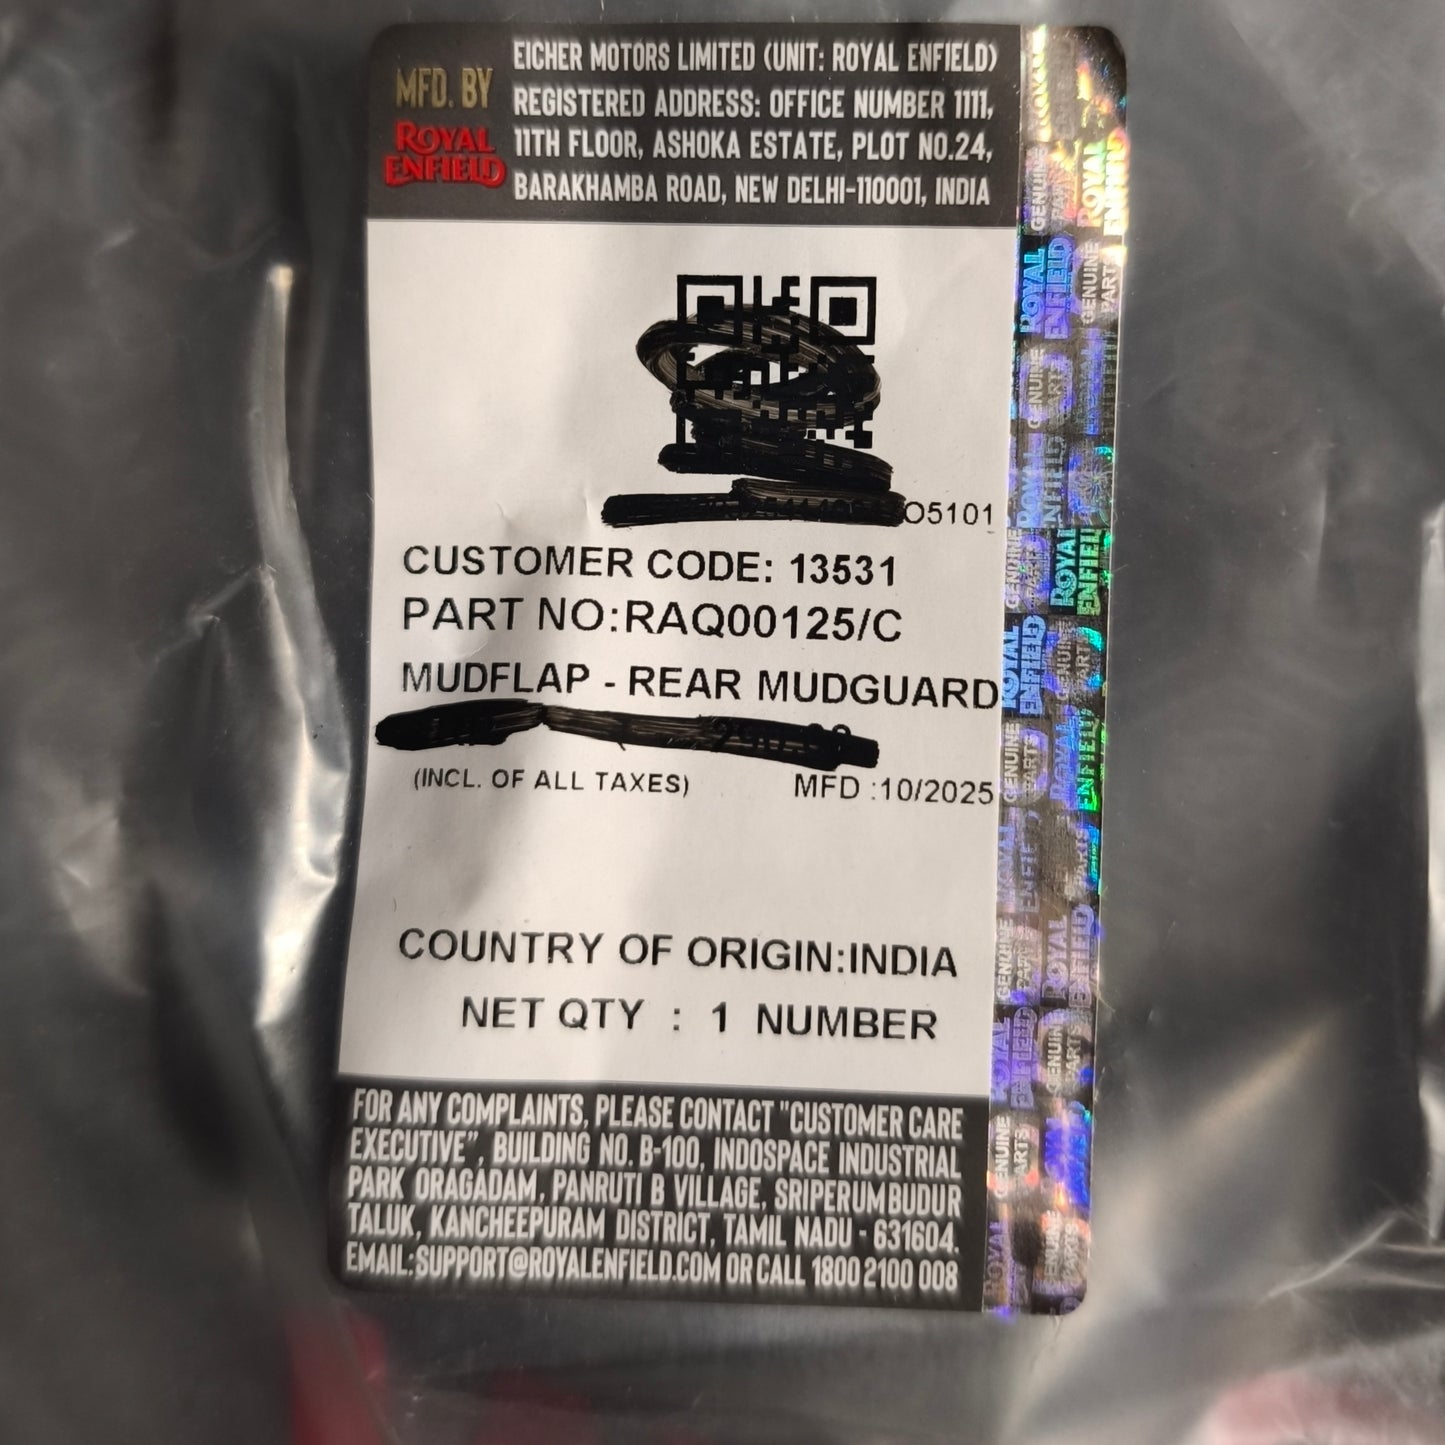 MFD. BY
ROYAL
ENFIELD
EICHER MOTORS LIMITED (UNIT: ROYAL ENFIELD)
REGISTERED ADDRESS: OFFICE NUMBER 1111,
11TH FLOOR, ASHOKA ESTATE, PLOT NO.24,
BARAKHAMBA ROAD, NEW DELHI-110001, INDIA
O5101
CUSTOMER CODE: 13531
PART NO:RAQ00125/C
MUDFLAP - REAR MUDGUARD
(INCL. OF ALL TAXES) MFD :10/2025
COUNTRY OF ORIGIN:INDIA
NET QTY : 1 NUMBER
FOR ANY COMPLAINTS, PLEASE CONTACT "CUSTOMER CARE
EXECUTIVE", BUILDING NO. B-100, INDOSPACE INDUSTRIAL
PARK ORAGADAM, PANRUTI B VILLAGE, SRIPERUMBUDUR
TALUK, KANCHEEPURAM DISTRICT, TAMIL NADU - 631604.
EMAIL:SUPPORT@ROYALENFIELD.COM OR CALL 1800 2100 008
GENUINE
PARTS
ROYAL
ENFIELD